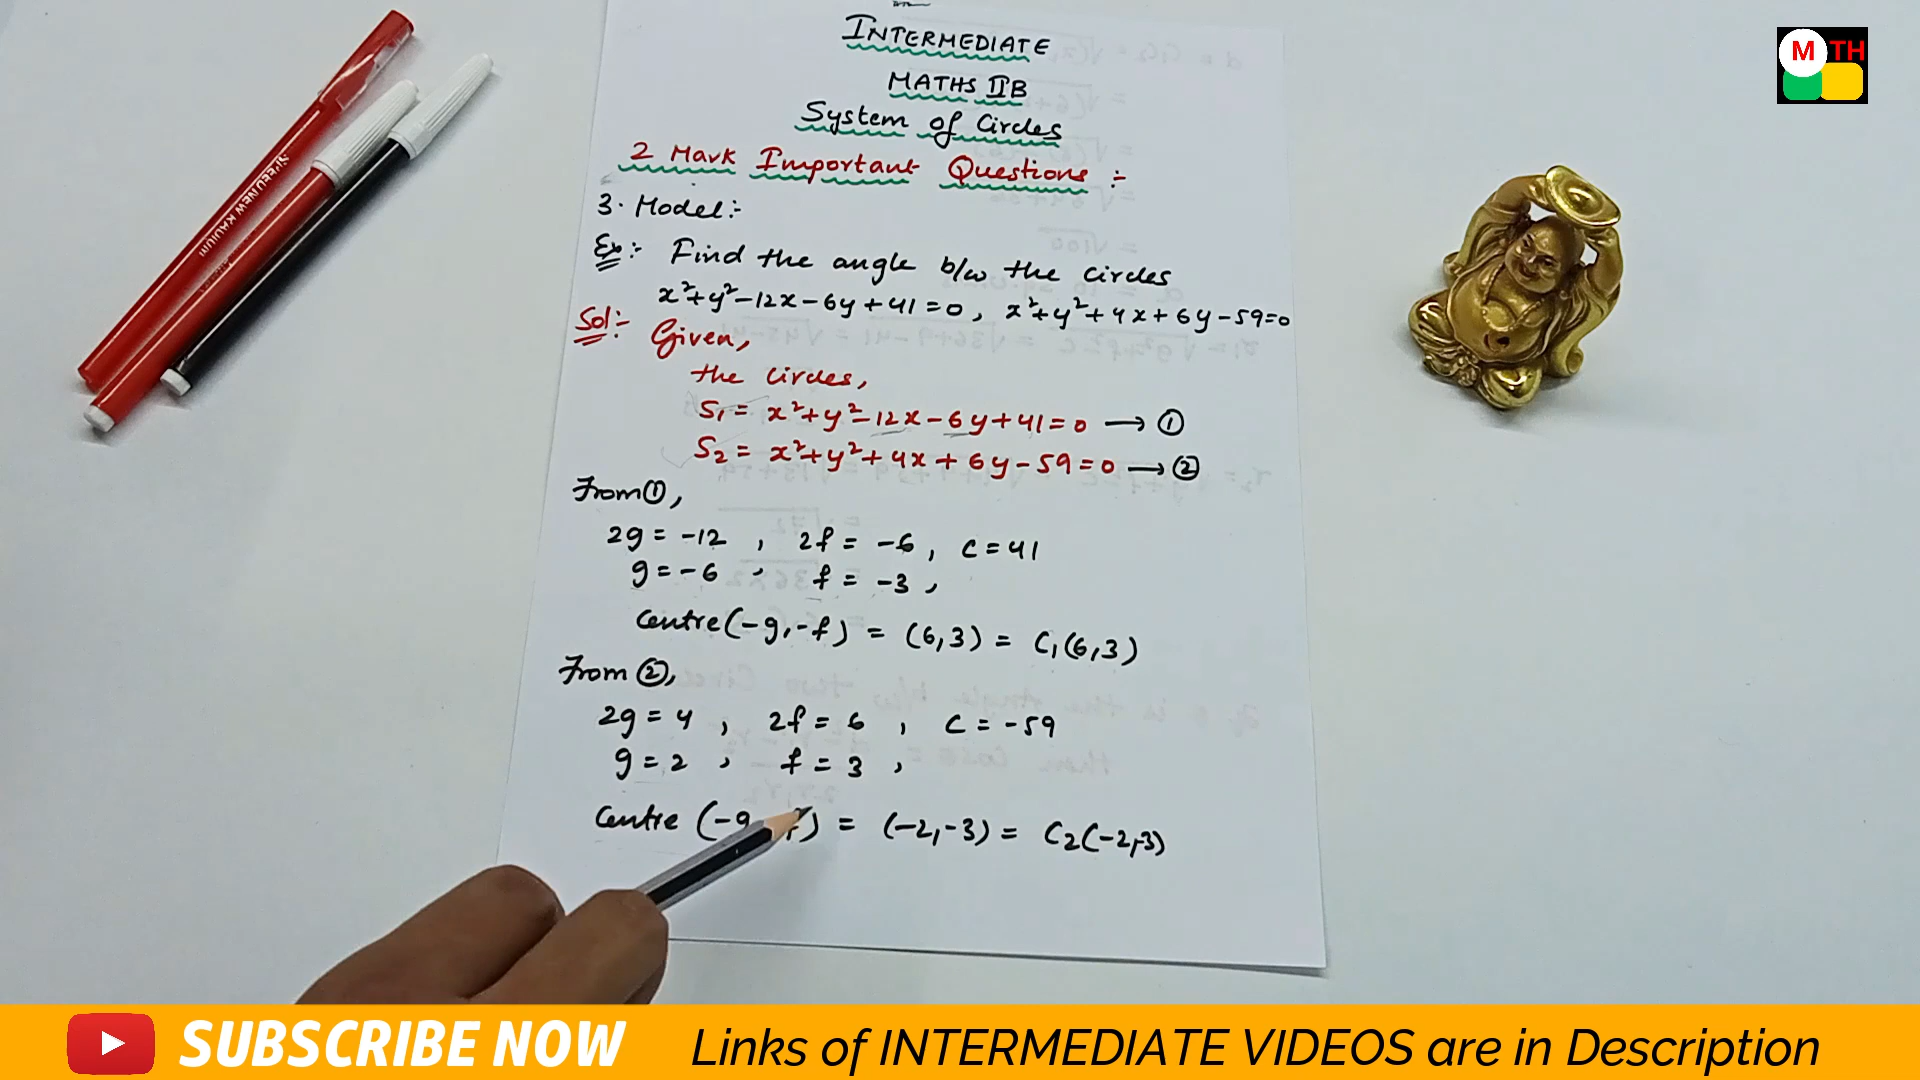 INTERMEDIATE
MATHS IIB
System of Circles
2 Mark Important Questions :-
3. Model:-
Ex:- Find the angle b/w the circles
x²+y²-12x-6y+41=0, x²+y²+4x+6y-59=0
Sol:- Given,
the circles,
S₁ = x²+y²-12x-6y+41=0 → ①
S₂ = x²+y²+4x+6y-59=0 → ②
From ①,
2g = -12 , 2f = -6 , c = 41
g = -6 , f = -3 ,
Centre (-g,-f) = (6,3) = C₁(6,3)
From ②,
2g = 4 , 2f = 6 , c = -59
g = 2 , f = 3 ,
Centre (-g, f) = (-2,-3) = C₂(-2,-3)
M TH
SUBSCRIBE NOW
Links of INTERMEDIATE VIDEOS are in Description